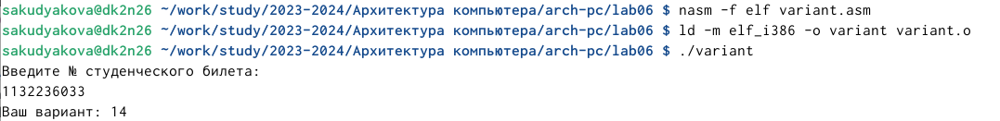 sakudyakova@dk2n26 ~/work/study/2023-2024/Архитектура компьютера/arch-pc/lab06 $ nasm -f elf variant.asm
sakudyakova@dk2n26 ~/work/study/2023-2024/Архитектура компьютера/arch-pc/lab06 $ ld -m elf_i386 -o variant variant.o
sakudyakova@dk2n26 ~/work/study/2023-2024/Архитектура компьютера/arch-pc/lab06 $ ./variant
Введите № студенческого билета:
1132236033
Ваш вариант: 14